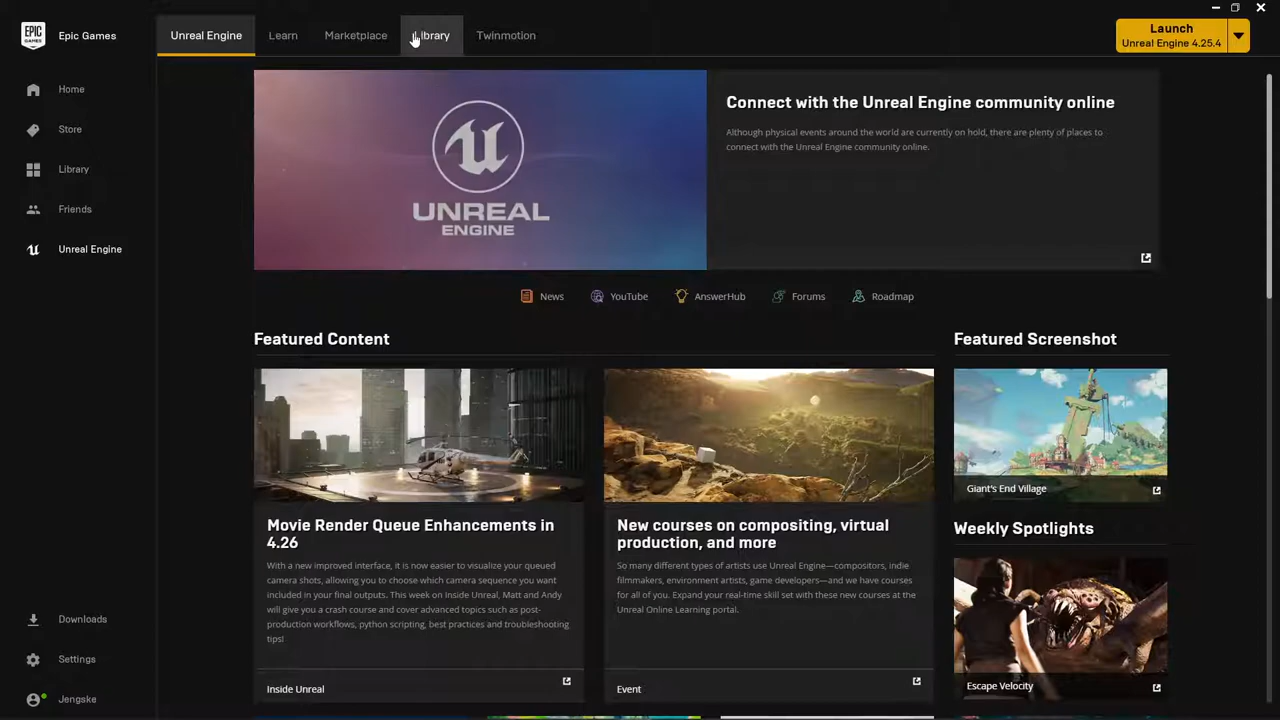 EPIC GAMES
Epic Games
Unreal Engine
Learn
Marketplace
Library
Twinmotion
Launch
Unreal Engine 4.25.4
Home
Store
Library
Friends
Unreal Engine
Downloads
Settings
Jengske
UNREAL
ENGINE
Connect with the Unreal Engine community online
Although physical events around the world are currently on hold, there are plenty of places to
connect with the Unreal Engine community online.
News
YouTube
AnswerHub
Forums
Roadmap
Featured Content
Movie Render Queue Enhancements in
4.26
With a new improved interface, it is now easier to visualize your queued
camera shots, allowing you to choose which camera sequence you want
included in your final outputs. This week on Inside Unreal, Matt and Andy
will give you a crash course and cover advanced topics such as post-
production workflows, python scripting, best practices and troubleshooting
tips!
Inside Unreal
New courses on compositing, virtual
production, and more
So many different types of artists use Unreal Engine—compositors, indie
filmmakers, environment artists, game developers—and we have courses
for all of you. Expand your real-time skill set with these new courses at the
Unreal Online Learning portal.
Event
Featured Screenshot
Giant's End Village
Weekly Spotlights
Escape Velocity